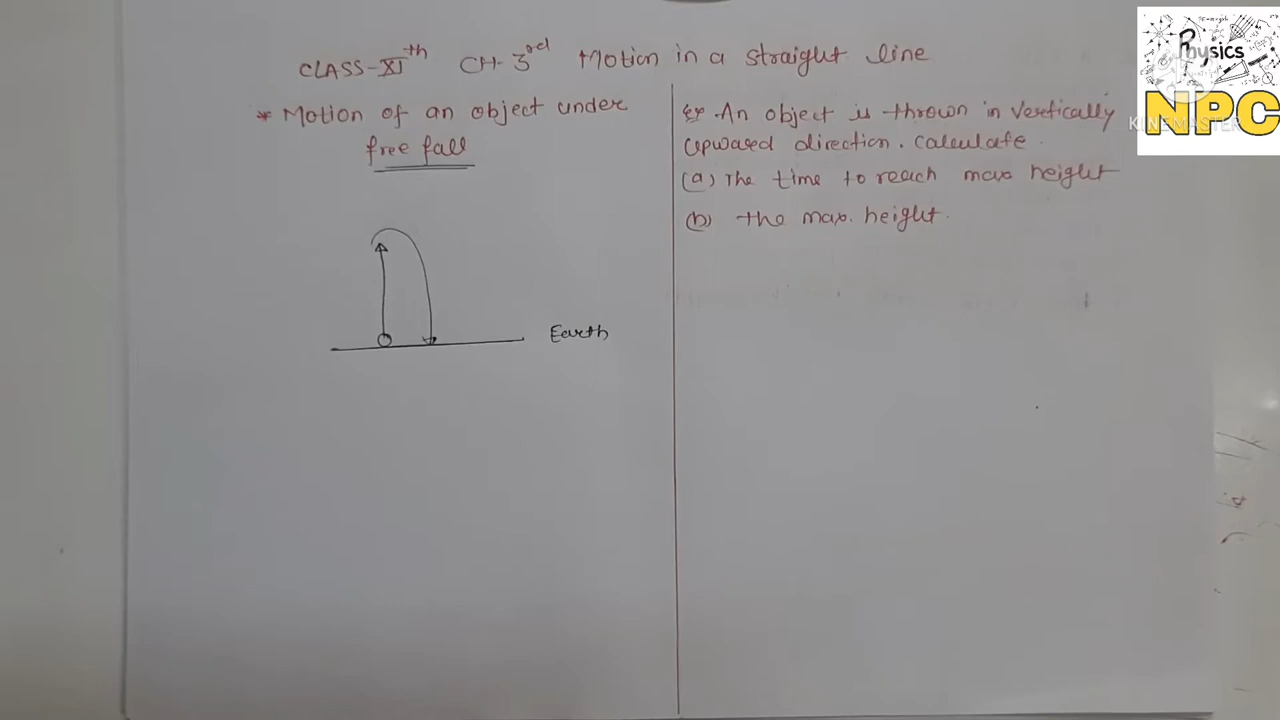 CLASS-XIth CH-3rd Motion in a straight line
* Motion of an object under
free fall
Earth
Ex. An object is thrown in vertically
upward direction. calculate.
(a) The time to reach max height
(b) the max. height.
Physics
NPC
KINEMASTER